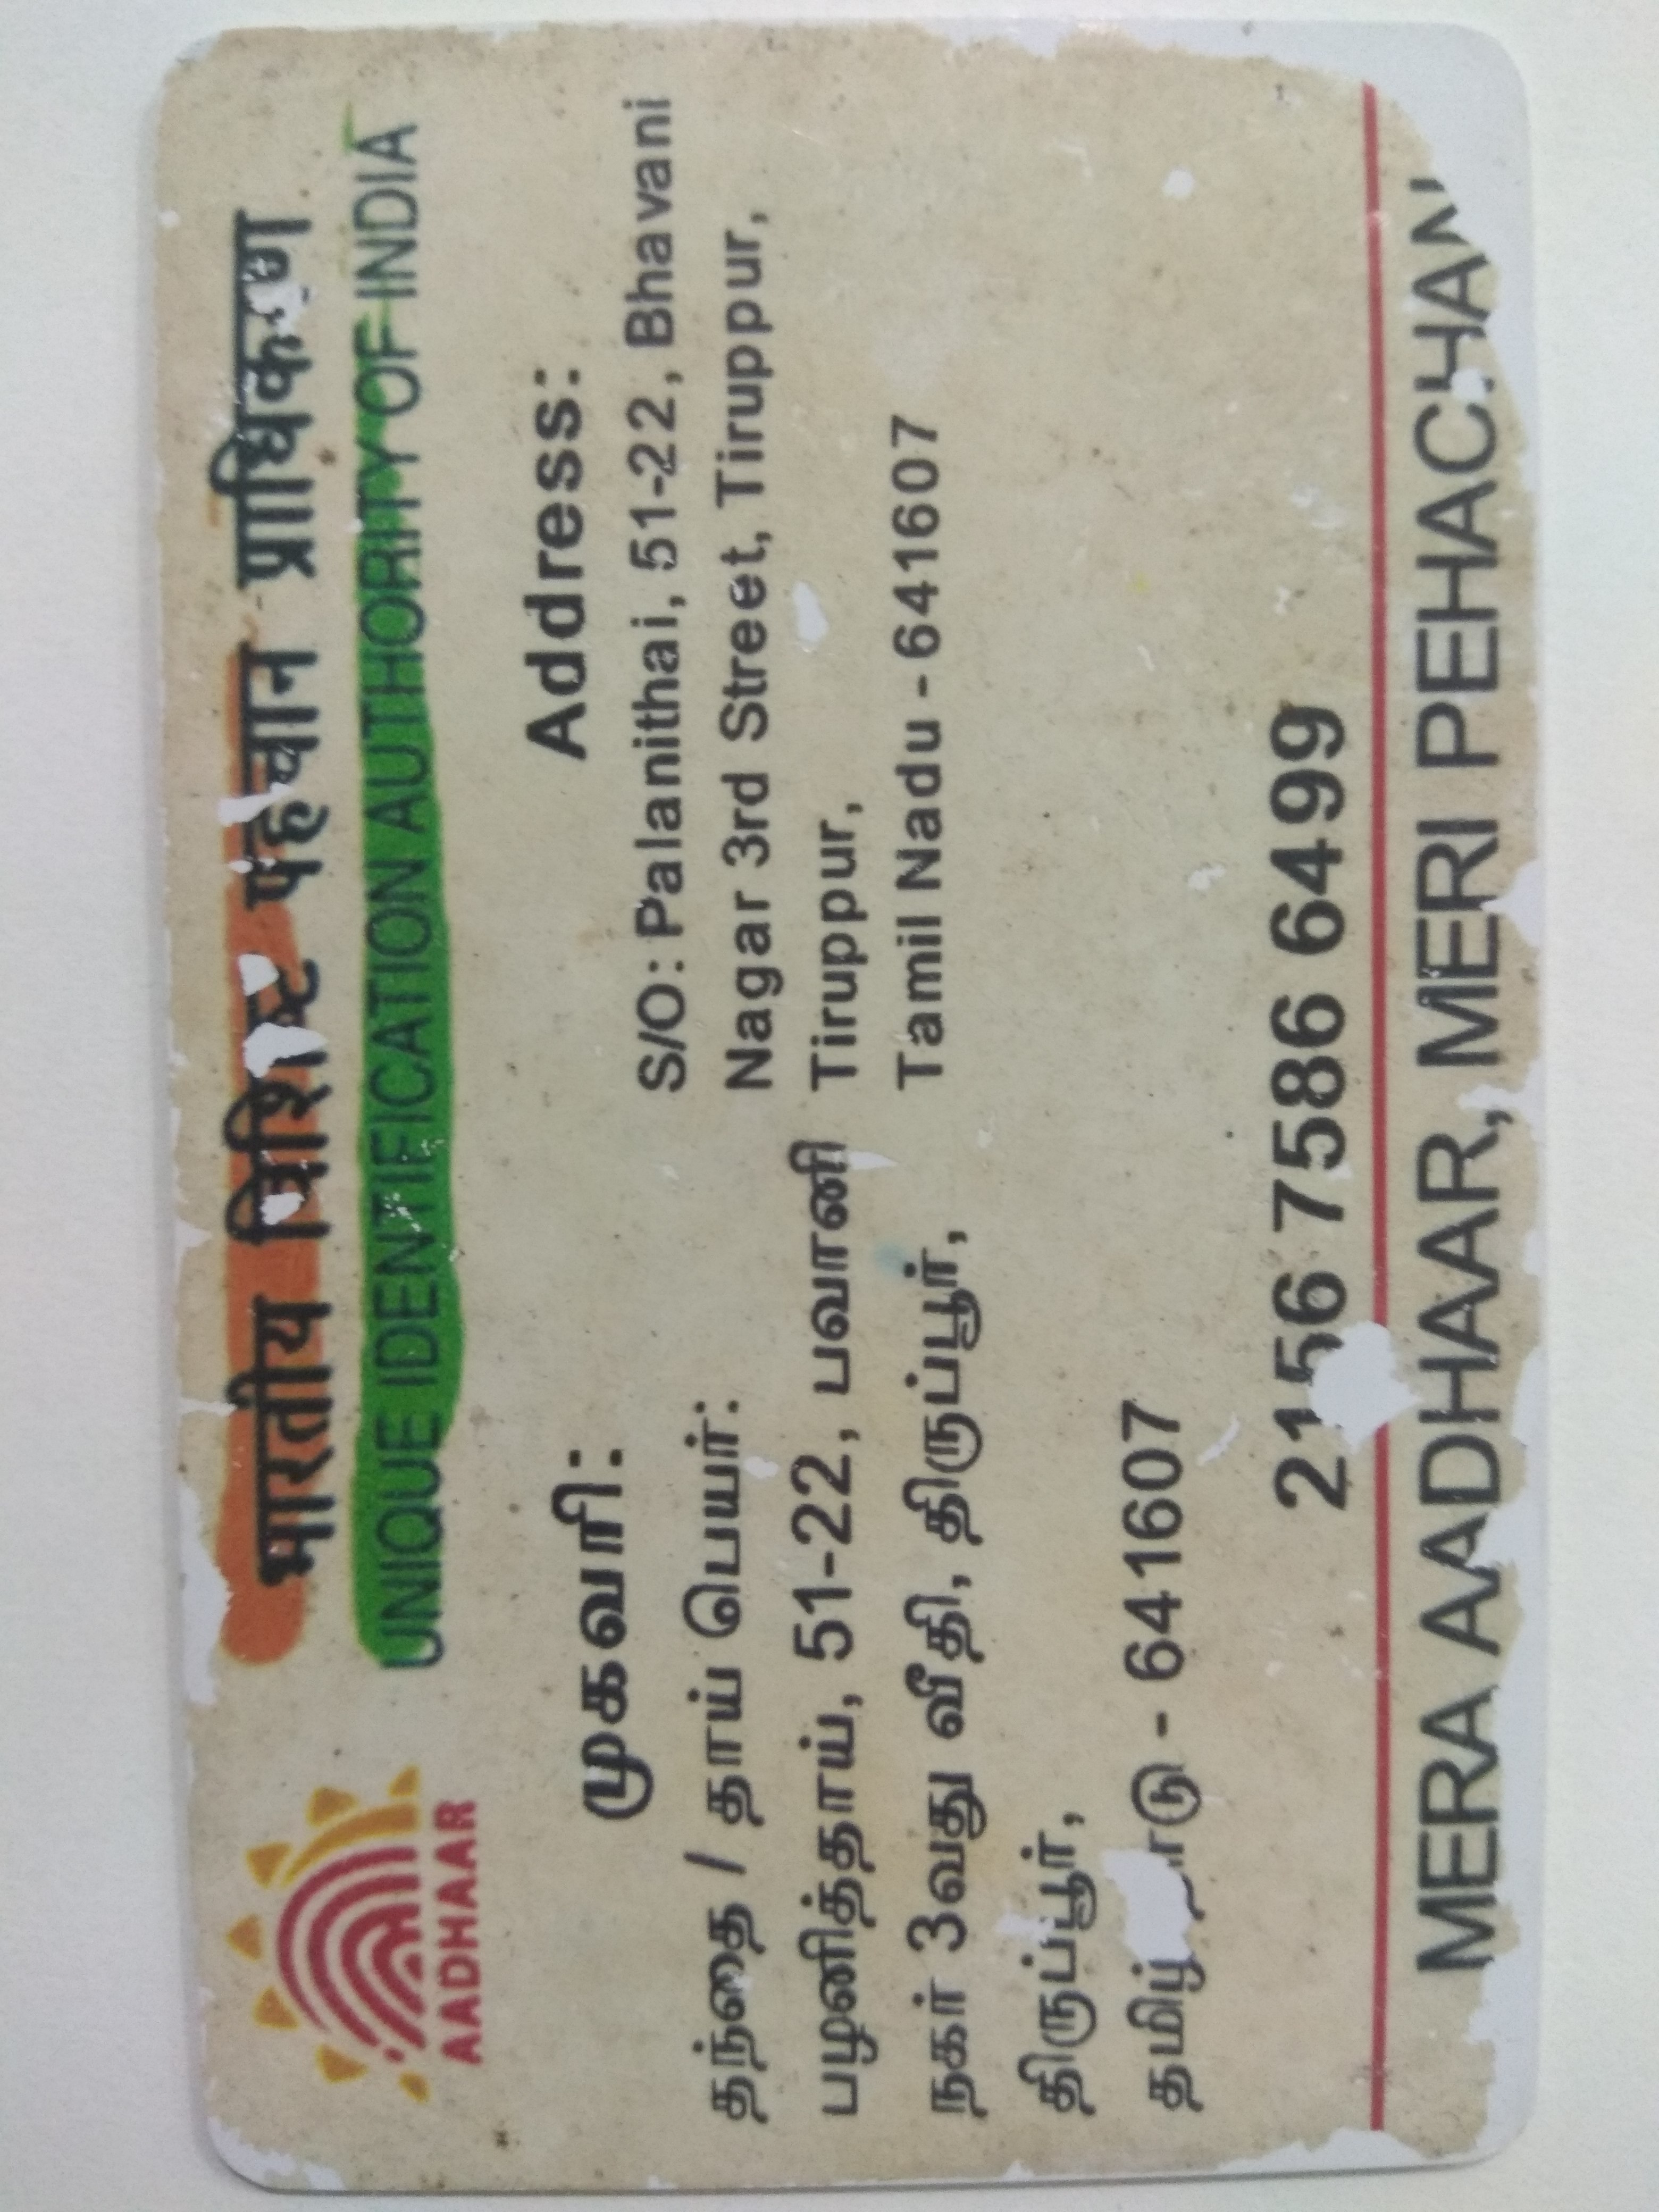 भारतीय विशिष्ट पहचान प्राधिकरण
UNIQUE IDENTIFICATION AUTHORITY OF INDIA
AADHAAR
முகவரி:
தந்தை / தாய் பெயர்:
பழனித்தாய், 51-22, பவானி
நகர் 3வது வீதி, திருப்பூர்,
திருப்பூர்,
தமிழ் - 641607
Address:
S/O: Palanithai, 51-22, Bhavani
Nagar 3rd Street, Tiruppur,
Tiruppur,
Tamil Nadu - 641607
2156 7586 6499
MERA AADHAAR, MERI PEHACHAN